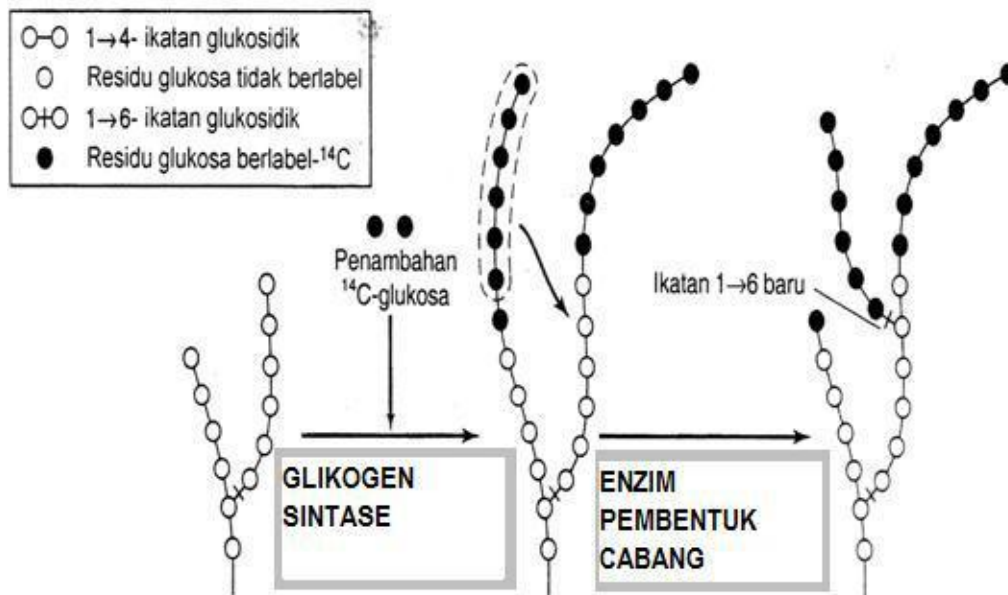 1→4- ikatan glukosidik
Residu glukosa tidak berlabel
1→6- ikatan glukosidik
Residu glukosa berlabel-¹⁴C
Penambahan
¹⁴C-glukosa
Ikatan 1→6 baru
GLIKOGEN
SINTASE
ENZIM
PEMBENTUK
CABANG